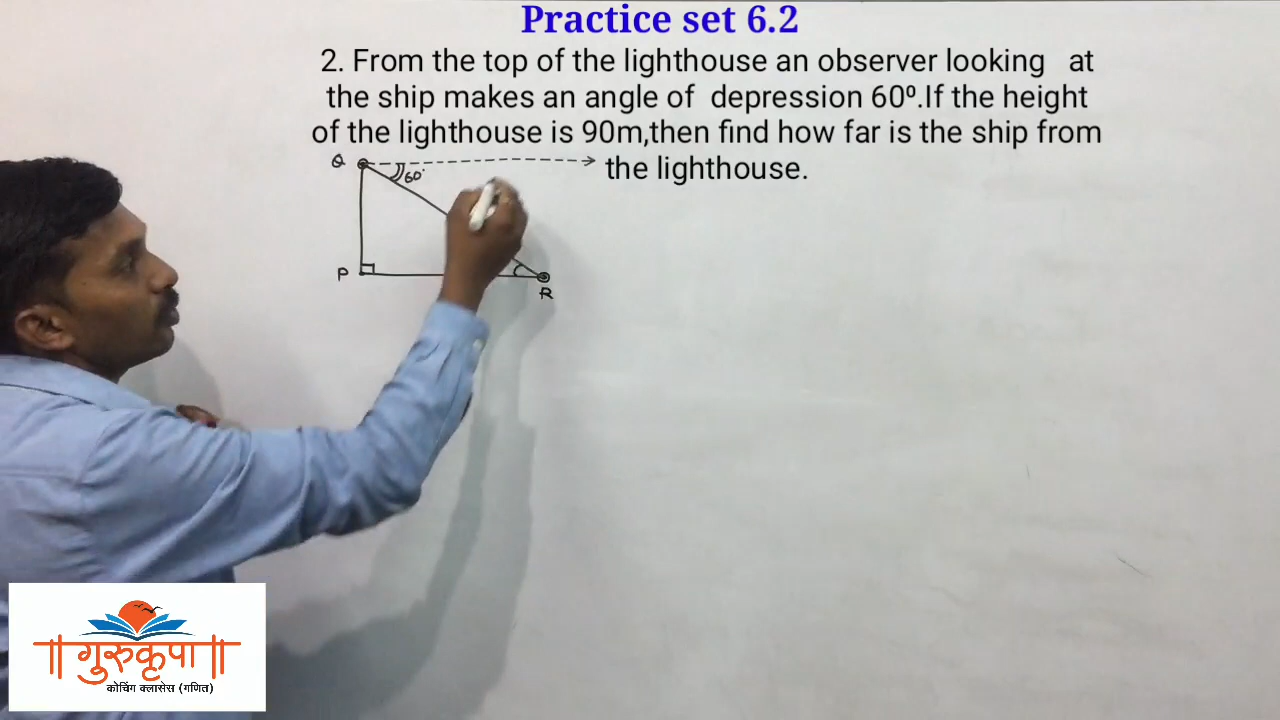 Practice set 6.2
2. From the top of the lighthouse an observer looking at
the ship makes an angle of depression 60⁰.If the height
of the lighthouse is 90m,then find how far is the ship from
the lighthouse.
Q
60°
P
R
॥ गुरुकृपा ॥
कोचिंग क्लासेस (गणित)